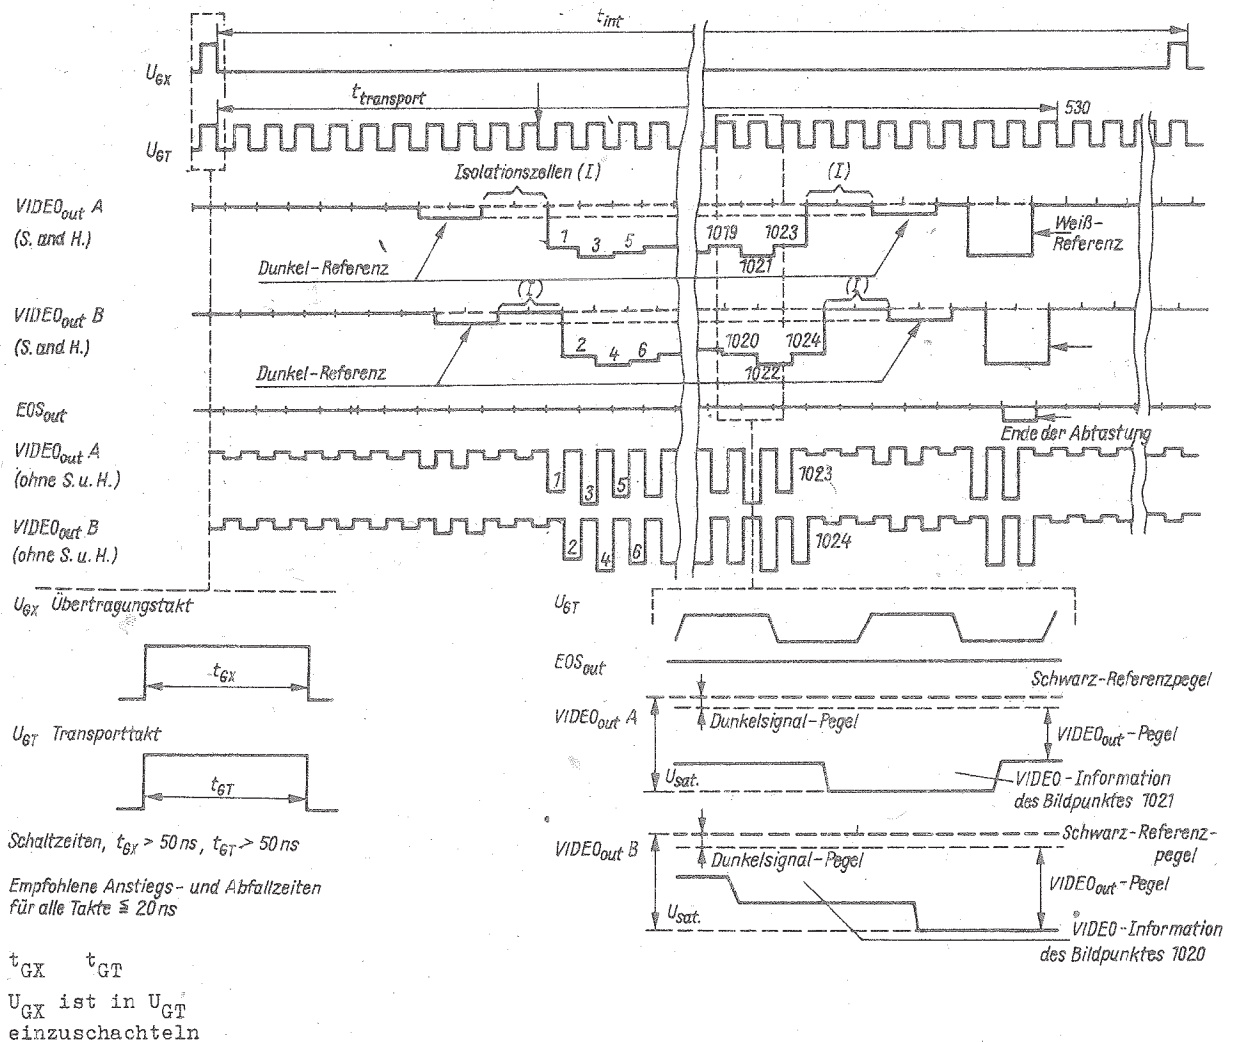 t_int
U_GX
t_transport
530
U_GT
Isolationszellen (I)
(I)
VIDEO_out A
(S. and H.)
1 3 5
1019 1023
1021
Weiß-
Referenz
Dunkel-Referenz
(I)
(I)
VIDEO_out B
(S. and H.)
2 4 6
1020 1024
1022
Dunkel-Referenz
EOS_out
Ende der Abtastung
VIDEO_out A
(ohne S. u. H.)
1 3 5
1023
VIDEO_out B
(ohne S. u. H.)
2 4 6
1024
U_GX Übertragungstakt
t_GX
U_GT Transporttakt
t_GT
Schaltzeiten, t_GX > 50 ns, t_GT > 50 ns
Empfohlene Anstiegs- und Abfallzeiten
für alle Takte ≦ 20 ns
t_GX t_GT
U_GX ist in U_GT
einzuschachteln
U_GT
EOS_out
Schwarz-Referenzpegel
VIDEO_out A
Dunkelsignal-Pegel
VIDEO_out-Pegel
U_sat.
VIDEO-Information
des Bildpunktes 1021
VIDEO_out B
Schwarz-Referenz-
pegel
Dunkelsignal-Pegel
VIDEO_out-Pegel
U_sat.
VIDEO-Information
des Bildpunktes 1020